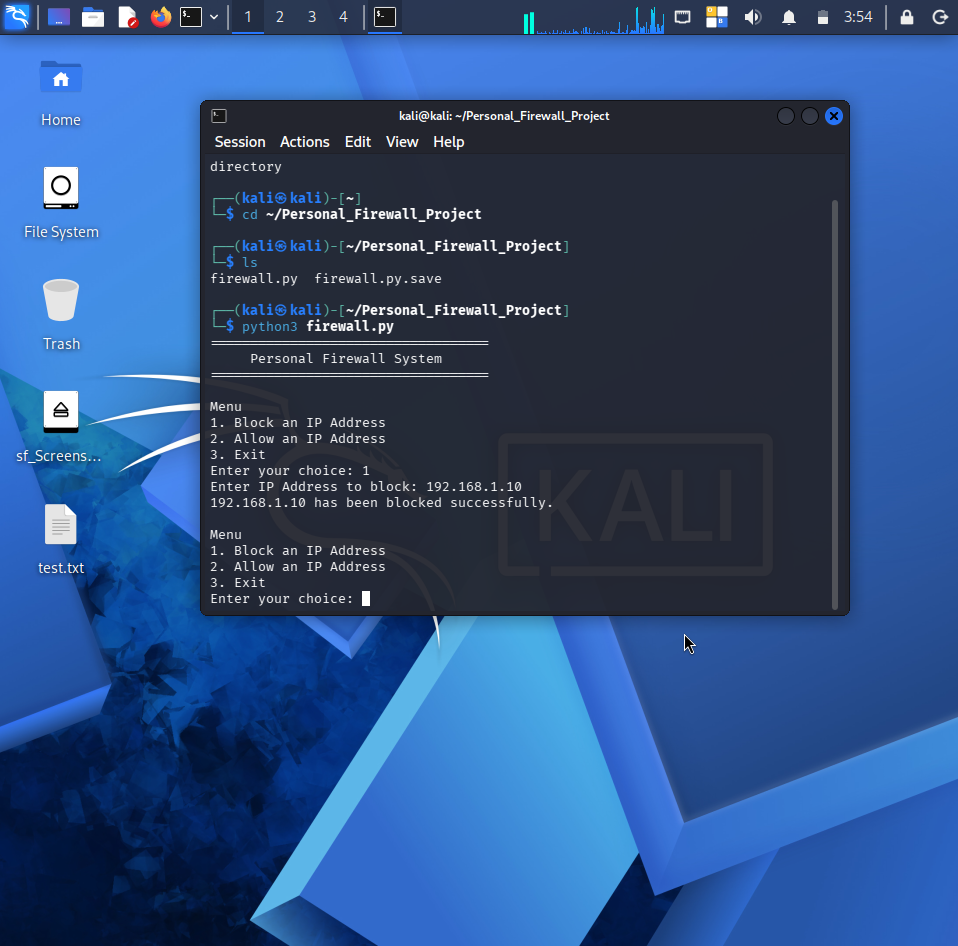 1 2 3 4 3:54
Home
File System
Trash
sf_Screens...
test.txt
kali@kali: ~/Personal_Firewall_Project
Session Actions Edit View Help
directory
┌──(kali㉿kali)-[~]
└─$ cd ~/Personal_Firewall_Project
┌──(kali㉿kali)-[~/Personal_Firewall_Project]
└─$ ls
firewall.py  firewall.py.save
┌──(kali㉿kali)-[~/Personal_Firewall_Project]
└─$ python3 firewall.py
===================================
Personal Firewall System
===================================
Menu
1. Block an IP Address
2. Allow an IP Address
3. Exit
Enter your choice: 1
Enter IP Address to block: 192.168.1.10
192.168.1.10 has been blocked successfully.
Menu
1. Block an IP Address
2. Allow an IP Address
3. Exit
Enter your choice:
KALI